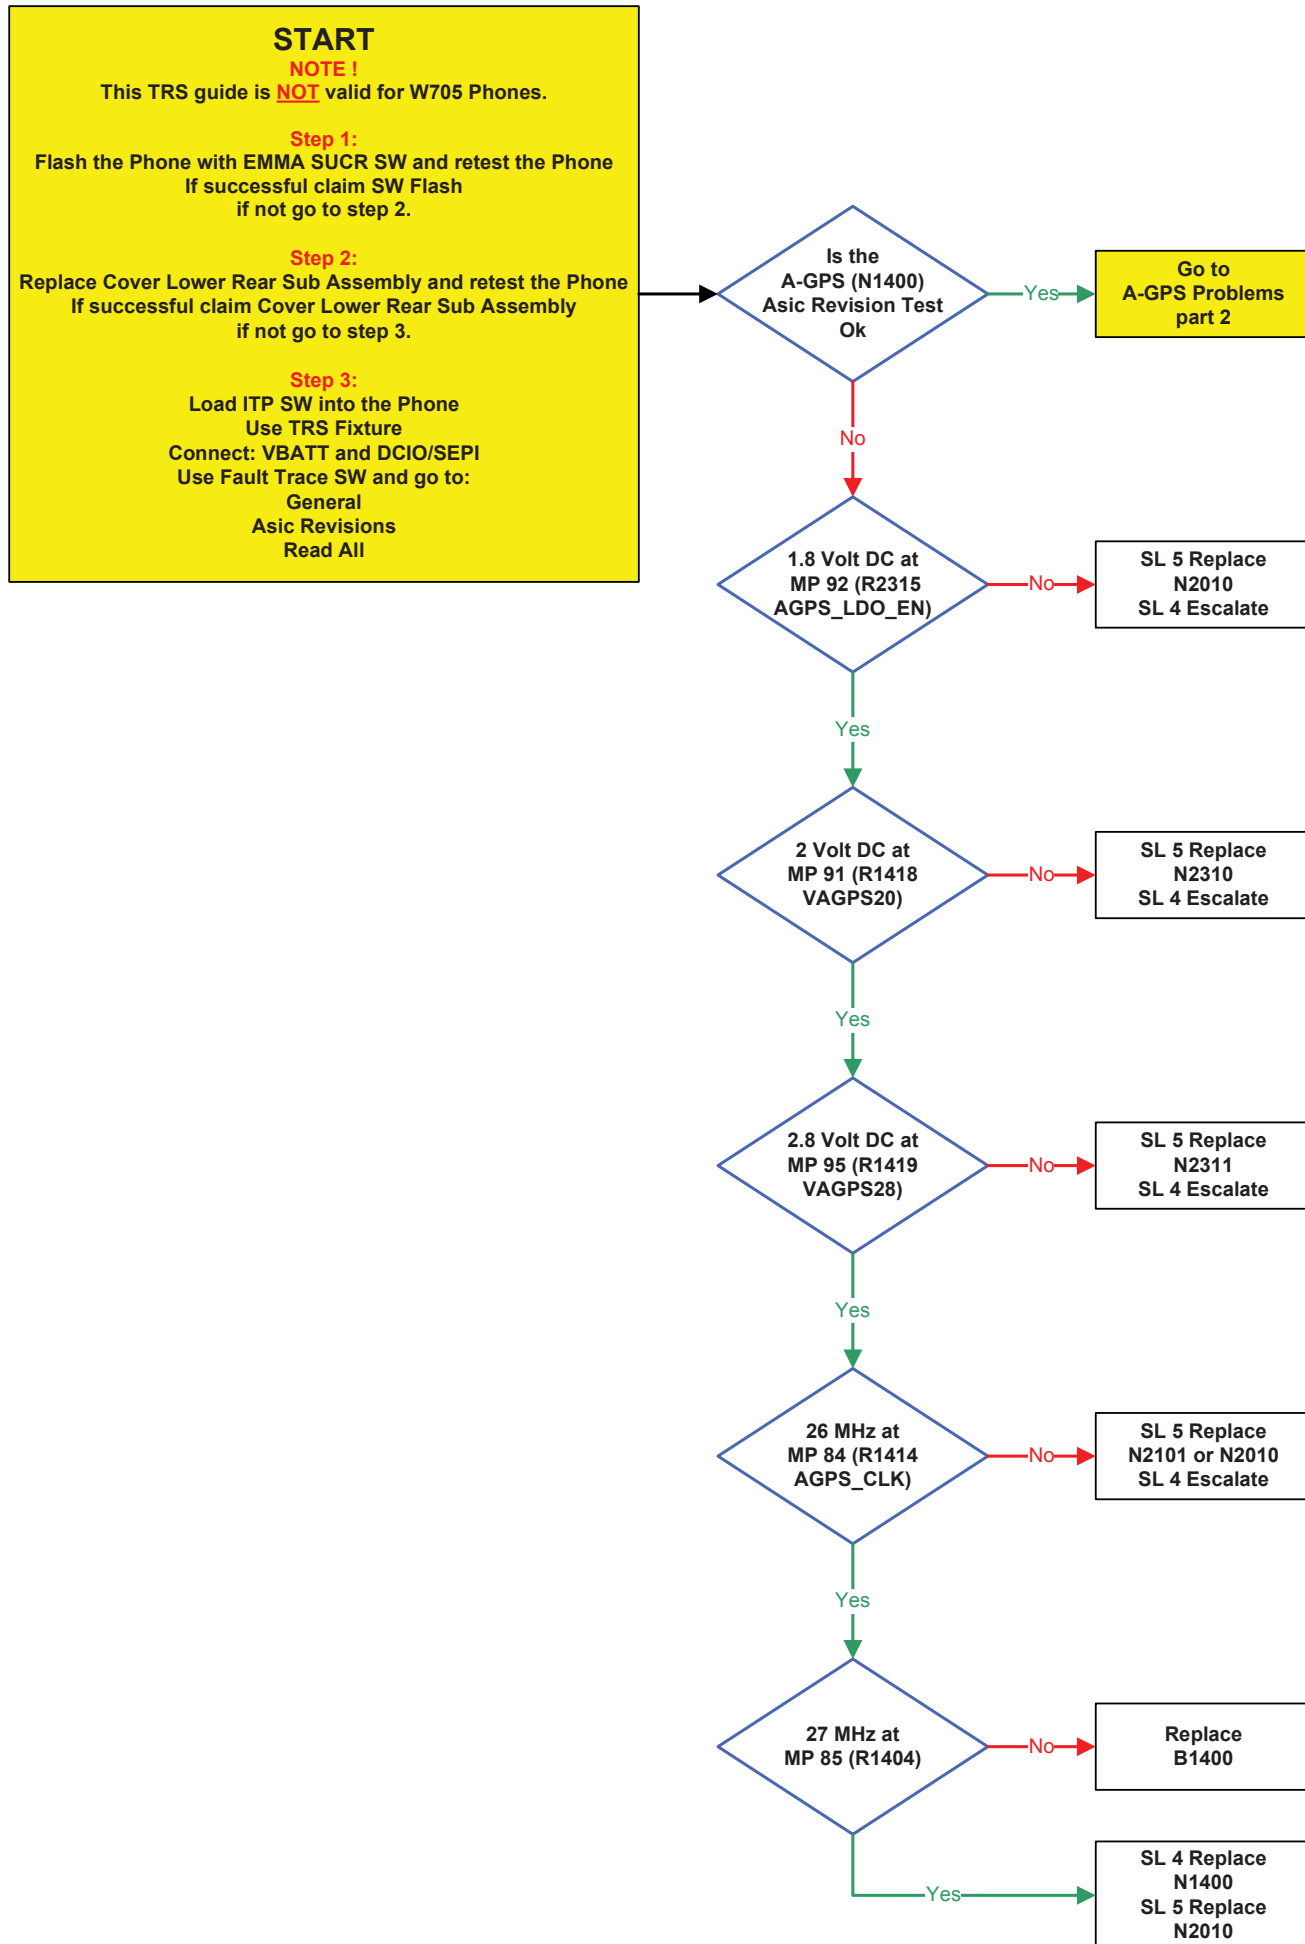 START
NOTE !
This TRS guide is NOT valid for W705 Phones.
Step 1:
Flash the Phone with EMMA SUCR SW and retest the Phone
If successful claim SW Flash
if not go to step 2.
Step 2:
Replace Cover Lower Rear Sub Assembly and retest the Phone
If successful claim Cover Lower Rear Sub Assembly
if not go to step 3.
Step 3:
Load ITP SW into the Phone
Use TRS Fixture
Connect: VBATT and DCIO/SEPI
Use Fault Trace SW and go to:
General
Asic Revisions
Read All
Is the
A-GPS (N1400)
Asic Revision Test
Ok
Yes
Go to
A-GPS Problems
part 2
No
1.8 Volt DC at
MP 92 (R2315
AGPS_LDO_EN)
No
SL 5 Replace
N2010
SL 4 Escalate
Yes
2 Volt DC at
MP 91 (R1418
VAGPS20)
No
SL 5 Replace
N2310
SL 4 Escalate
Yes
2.8 Volt DC at
MP 95 (R1419
VAGPS28)
No
SL 5 Replace
N2311
SL 4 Escalate
Yes
26 MHz at
MP 84 (R1414
AGPS_CLK)
No
SL 5 Replace
N2101 or N2010
SL 4 Escalate
Yes
27 MHz at
MP 85 (R1404)
No
Replace
B1400
Yes
SL 4 Replace
N1400
SL 5 Replace
N2010